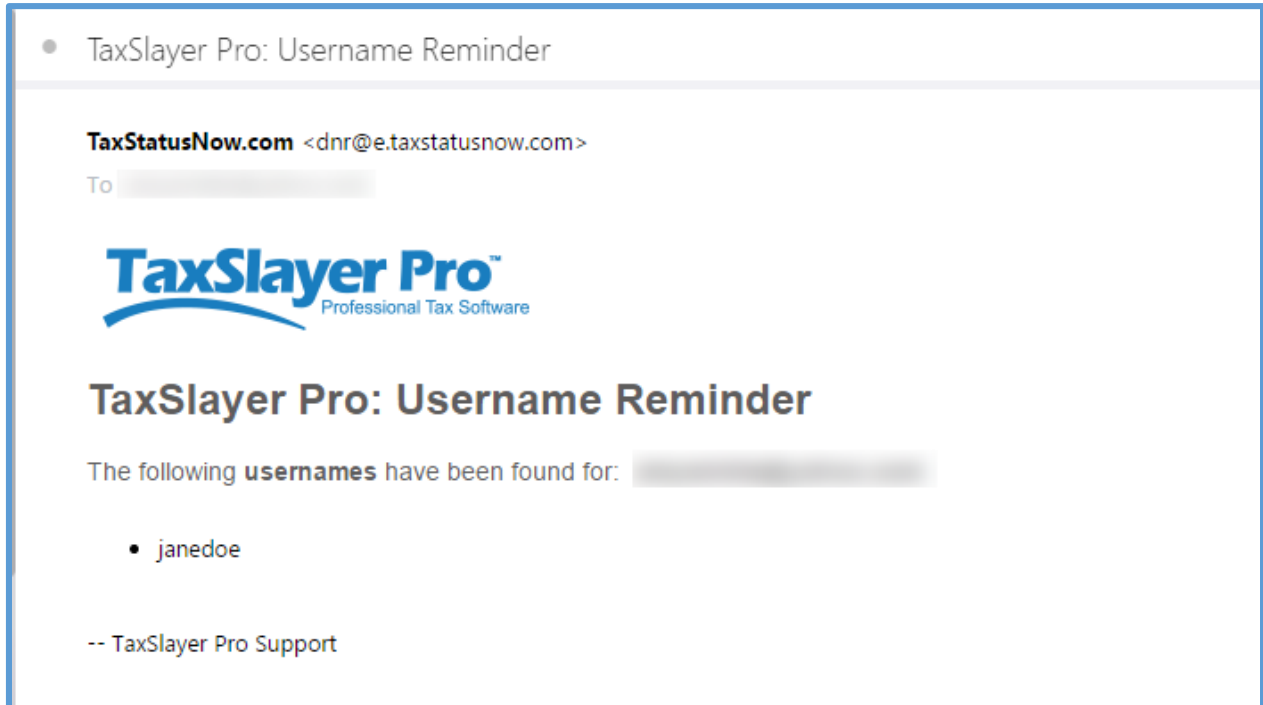 TaxSlayer Pro: Username Reminder
TaxStatusNow.com <dnr@e.taxstatusnow.com>
To
TaxSlayer Pro™
Professional Tax Software
TaxSlayer Pro: Username Reminder
The following usernames have been found for:
• janedoe
-- TaxSlayer Pro Support